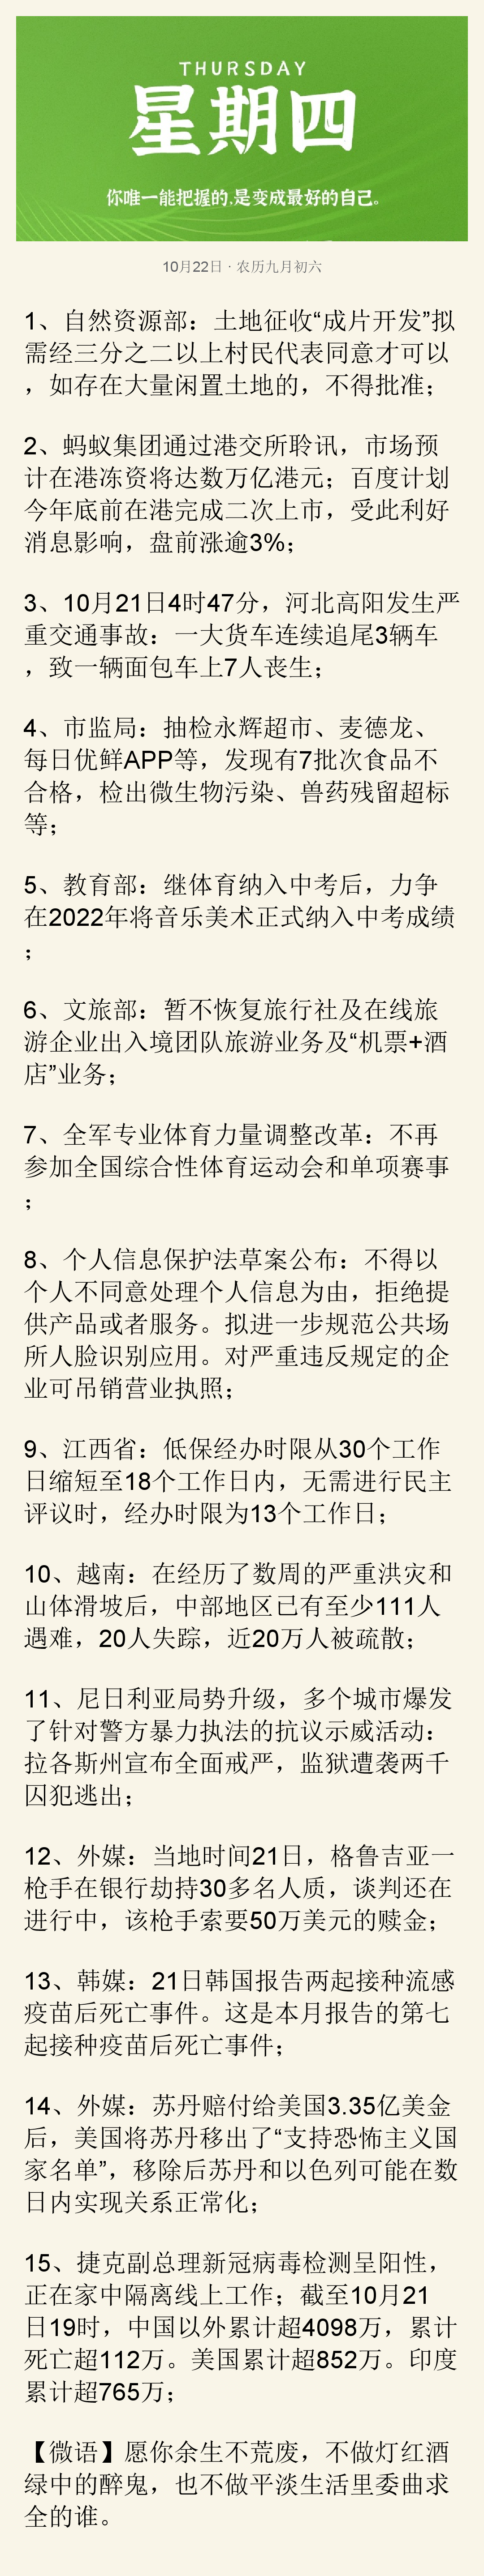 THURSDAY
星期四
你唯一能把握的,是变成最好的自己。
10月22日 · 农历九月初六
1、自然资源部：土地征收“成片开发”拟
需经三分之二以上村民代表同意才可以
，如存在大量闲置土地的，不得批准；
2、蚂蚁集团通过港交所聆讯，市场预
计在港冻资将达数万亿港元；百度计划
今年底前在港完成二次上市，受此利好
消息影响，盘前涨逾3%；
3、10月21日4时47分，河北高阳发生严
重交通事故：一大货车连续追尾3辆车
，致一辆面包车上7人丧生；
4、市监局：抽检永辉超市、麦德龙、
每日优鲜APP等，发现有7批次食品不
合格，检出微生物污染、兽药残留超标
等；
5、教育部：继体育纳入中考后，力争
在2022年将音乐美术正式纳入中考成绩
；
6、文旅部：暂不恢复旅行社及在线旅
游企业出入境团队旅游业务及“机票+酒
店”业务；
7、全军专业体育力量调整改革：不再
参加全国综合性体育运动会和单项赛事
；
8、个人信息保护法草案公布：不得以
个人不同意处理个人信息为由，拒绝提
供产品或者服务。拟进一步规范公共场
所人脸识别应用。对严重违反规定的企
业可吊销营业执照；
9、江西省：低保经办时限从30个工作
日缩短至18个工作日内，无需进行民主
评议时，经办时限为13个工作日；
10、越南：在经历了数周的严重洪灾和
山体滑坡后，中部地区已有至少111人
遇难，20人失踪，近20万人被疏散；
11、尼日利亚局势升级，多个城市爆发
了针对警方暴力执法的抗议示威活动：
拉各斯州宣布全面戒严，监狱遭袭两千
囚犯逃出；
12、外媒：当地时间21日，格鲁吉亚一
枪手在银行劫持30多名人质，谈判还在
进行中，该枪手索要50万美元的赎金；
13、韩媒：21日韩国报告两起接种流感
疫苗后死亡事件。这是本月报告的第七
起接种疫苗后死亡事件；
14、外媒：苏丹赔付给美国3.35亿美金
后，美国将苏丹移出了“支持恐怖主义国
家名单”，移除后苏丹和以色列可能在数
日内实现关系正常化；
15、捷克副总理新冠病毒检测呈阳性，
正在家中隔离线上工作；截至10月21
日19时，中国以外累计超4098万，累计
死亡超112万。美国累计超852万。印度
累计超765万；
【微语】愿你余生不荒废，不做灯红酒
绿中的醉鬼，也不做平淡生活里委曲求
全的谁。